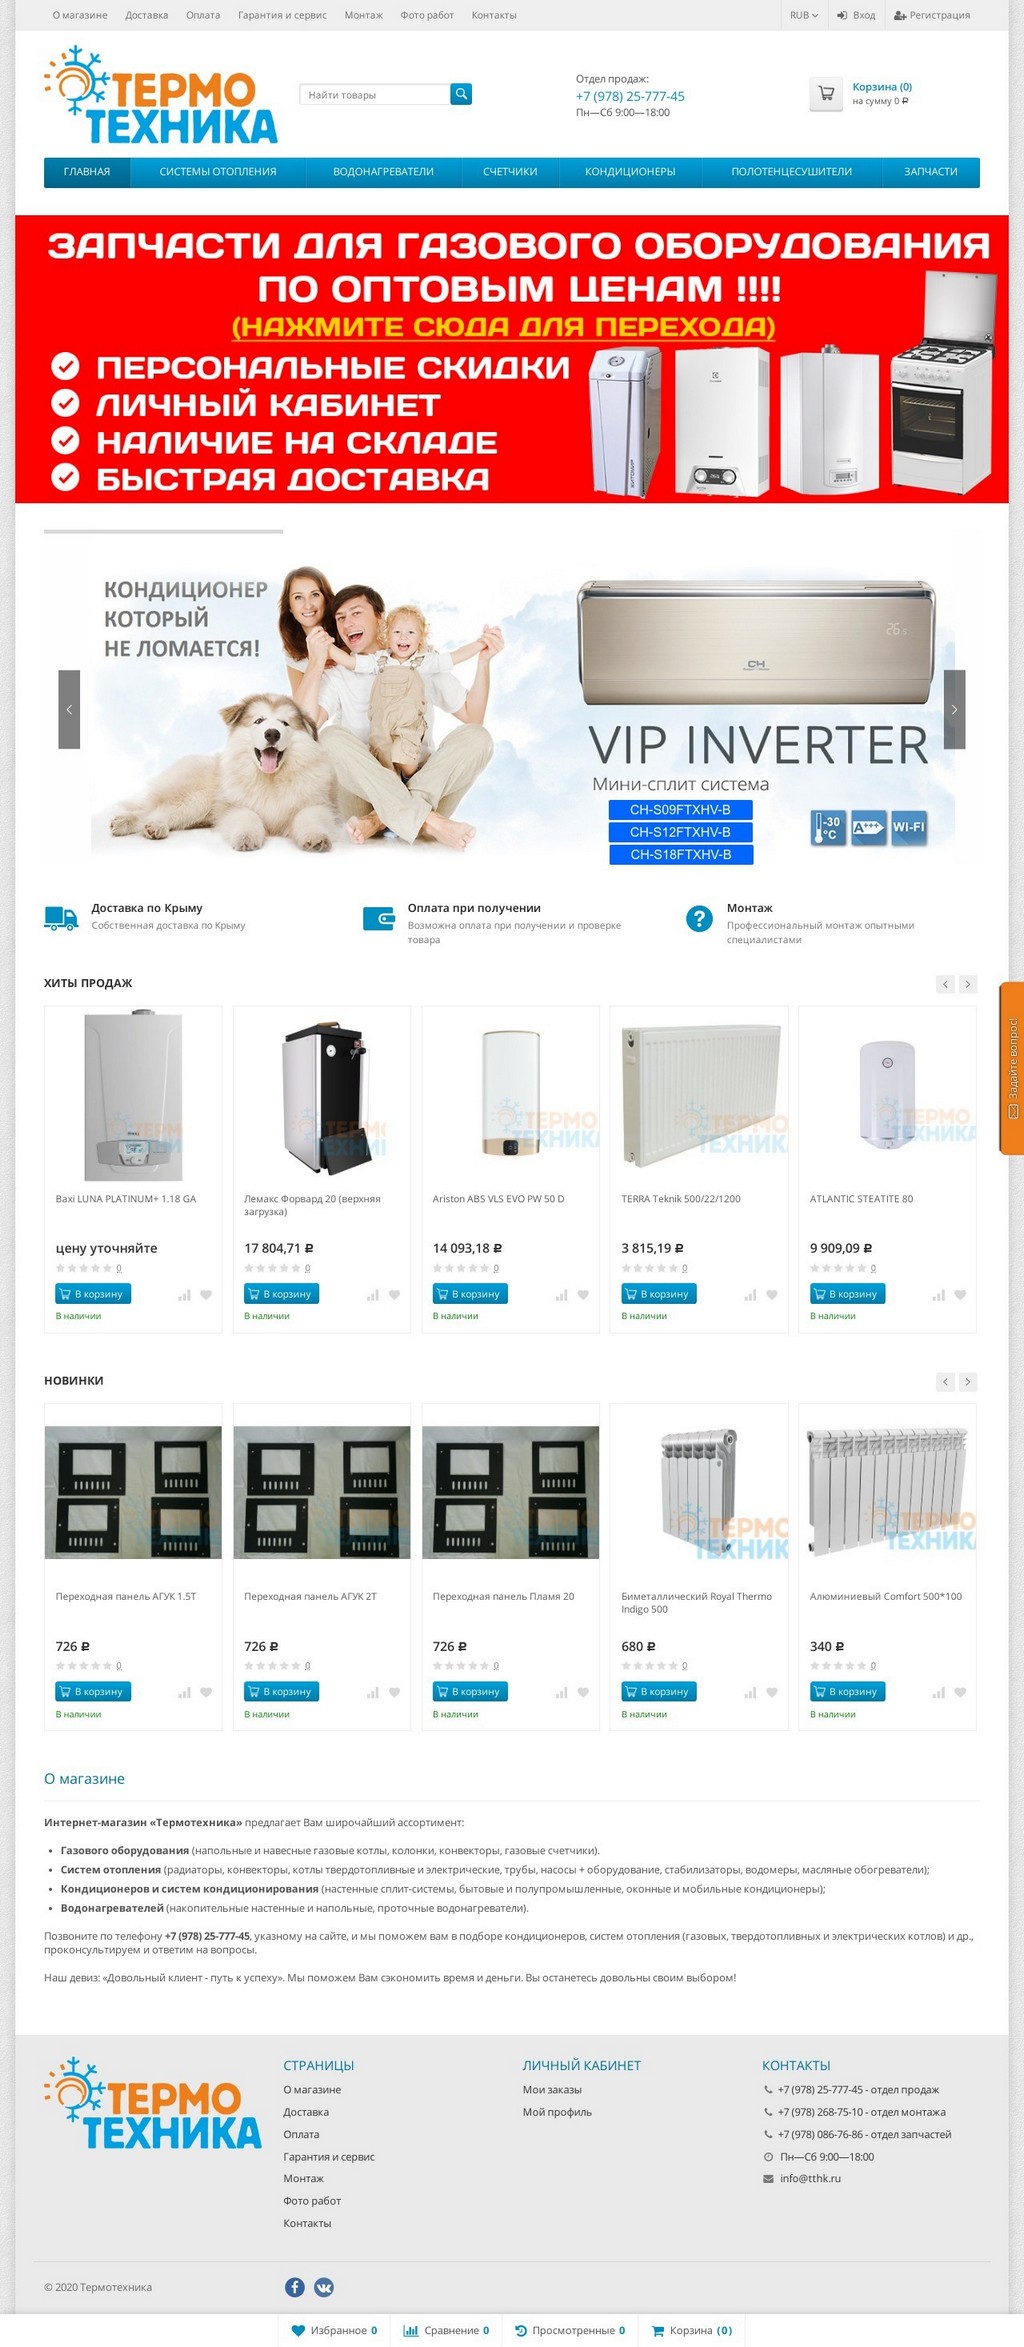 О магазине Доставка Оплата Гарантия и сервис Монтаж Фото работ Контакты RUB Вход Регистрация
ТЕРМО
ТЕХНИКА
Найти товары
Отдел продаж:
+7 (978) 25-777-45
Пн—Сб 9:00—18:00
Корзина (0)
на сумму 0 ₽
ГЛАВНАЯ СИСТЕМЫ ОТОПЛЕНИЯ ВОДОНАГРЕВАТЕЛИ СЧЕТЧИКИ КОНДИЦИОНЕРЫ ПОЛОТЕНЦЕСУШИТЕЛИ ЗАПЧАСТИ
ЗАПЧАСТИ ДЛЯ ГАЗОВОГО ОБОРУДОВАНИЯ
ПО ОПТОВЫМ ЦЕНАМ !!!!
(НАЖМИТЕ СЮДА ДЛЯ ПЕРЕХОДА)
ПЕРСОНАЛЬНЫЕ СКИДКИ
ЛИЧНЫЙ КАБИНЕТ
НАЛИЧИЕ НА СКЛАДЕ
БЫСТРАЯ ДОСТАВКА
ЖИТОМИР
КОНДИЦИОНЕР
КОТОРЫЙ
НЕ ЛОМАЕТСЯ!
CH
VIP INVERTER
Мини-сплит система
CH-S09FTXHV-B
CH-S12FTXHV-B
CH-S18FTXHV-B
-30 °C A+++ WI-FI
Доставка по Крыму
Собственная доставка по Крыму
Оплата при получении
Возможна оплата при получении и проверке
товара
Монтаж
Профессиональный монтаж опытными
специалистами
Задайте вопрос!
ХИТЫ ПРОДАЖ
Baxi LUNA PLATINUM+ 1.18 GA
цену уточняйте
0
В корзину
В наличии
Лемакс Форвард 20 (верхняя
загрузка)
17 804,71 ₽
0
В корзину
В наличии
Ariston ABS VLS EVO PW 50 D
14 093,18 ₽
0
В корзину
В наличии
TERRA Teknik 500/22/1200
3 815,19 ₽
0
В корзину
В наличии
ATLANTIC STEATITE 80
9 909,09 ₽
0
В корзину
В наличии
НОВИНКИ
Переходная панель АГУК 1.5Т
726 ₽
0
В корзину
В наличии
Переходная панель АГУК 2Т
726 ₽
0
В корзину
В наличии
Переходная панель Пламя 20
726 ₽
0
В корзину
В наличии
Биметаллический Royal Thermo
Indigo 500
680 ₽
0
В корзину
В наличии
Алюминиевый Comfort 500*100
340 ₽
0
В корзину
В наличии
О магазине
Интернет-магазин «Термотехника» предлагает Вам широчайший ассортимент:
• Газового оборудования (напольные и навесные газовые котлы, колонки, конвекторы, газовые счетчики).
• Систем отопления (радиаторы, конвекторы, котлы твердотопливные и электрические, трубы, насосы + оборудование, стабилизаторы, водомеры, масляные обогреватели);
• Кондиционеров и систем кондиционирования (настенные сплит-системы, бытовые и полупромышленные, оконные и мобильные кондиционеры);
• Водонагревателей (накопительные настенные и напольные, проточные водонагреватели).
Позвоните по телефону +7 (978) 25-777-45, указному на сайте, и мы поможем вам в подборе кондиционеров, систем отопления (газовых, твердотопливных и электрических котлов) и др.,
проконсультируем и ответим на вопросы.
Наш девиз: «Довольный клиент - путь к успеху». Мы поможем Вам сэкономить время и деньги. Вы останетесь довольны своим выбором!
ТЕРМО
ТЕХНИКА
СТРАНИЦЫ
О магазине
Доставка
Оплата
Гарантия и сервис
Монтаж
Фото работ
Контакты
ЛИЧНЫЙ КАБИНЕТ
Мои заказы
Мой профиль
КОНТАКТЫ
+7 (978) 25-777-45 - отдел продаж
+7 (978) 268-75-10 - отдел монтажа
+7 (978) 086-76-86 - отдел запчастей
Пн—Сб 9:00—18:00
info@tthk.ru
© 2020 Термотехника
Избранное 0 Сравнение 0 Просмотренные 0 Корзина (0)